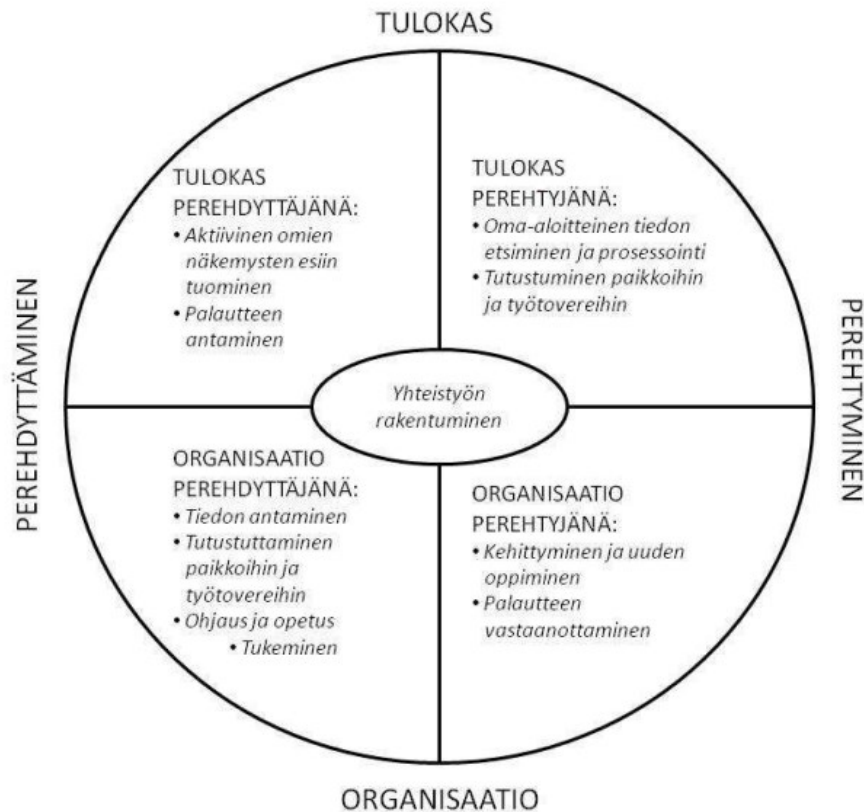 TULOKAS
TULOKAS
PEREHDYTTÄJÄNÄ:
• Aktiivinen omien
näkemysten esiin
tuominen
• Palautteen
antaminen
TULOKAS
PEREHTYJÄNÄ:
• Oma-aloitteinen tiedon
etsiminen ja prosessointi
• Tutustuminen paikkoihin
ja työtovereihin
PEREHDYTTÄMINEN
PEREHTYMINEN
Yhteistyön
rakentuminen
ORGANISAATIO
PEREHDYTTÄJÄNÄ:
• Tiedon antaminen
• Tutustuttaminen
paikkoihin ja
työtovereihin
• Ohjaus ja opetus
• Tukeminen
ORGANISAATIO
PEREHTYJÄNÄ:
• Kehittyminen ja uuden
oppiminen
• Palautteen
vastaanottaminen
ORGANISAATIO